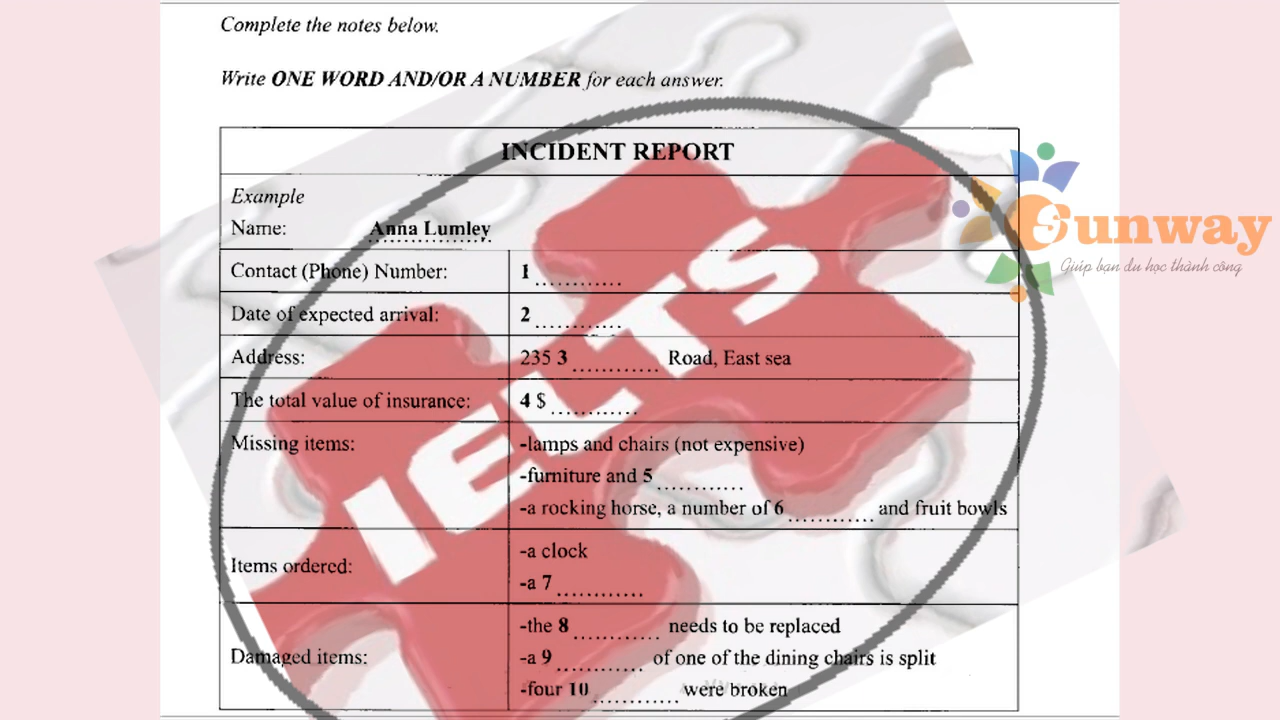 Complete the notes below.
Write ONE WORD AND/OR A NUMBER for each answer.
INCIDENT REPORT
Example
Name: Anna Lumley
Contact (Phone) Number: 1 ............
Date of expected arrival: 2 ............
Address: 235 3 ............ Road, East sea
The total value of insurance: 4 $ ............
Missing items: -lamps and chairs (not expensive)
-furniture and 5 ............
-a rocking horse, a number of 6 ............ and fruit bowls
Items ordered: -a clock
-a 7 ............
Damaged items: -the 8 ............ needs to be replaced
-a 9 ............ of one of the dining chairs is split
-four 10 ............ were broken
IELTS
Sunway
Giúp bạn du học thành công